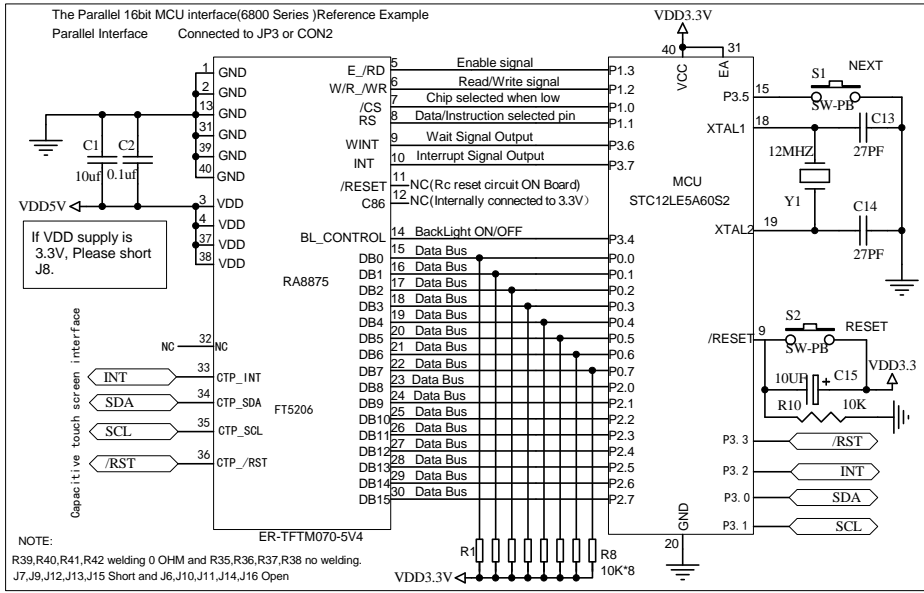 The Parallel 16bit MCU interface(6800 Series )Reference Example
Parallel Interface Connected to JP3 or CON2
VDD3.3V
40
31
VCC
EA
1
GND
2
GND
13
GND
31
GND
39
GND
40
GND
3
VDD
4
VDD
37
VDD
38
VDD
C1
10uf
C2
0.1uf
VDD5V
If VDD supply is
3.3V, Please short
J8.
RA8875
32
NC
NC
33
CTP_INT
34
CTP_SDA
35
CTP_SCL
36
CTP_/RST
FT5206
INT
SDA
SCL
/RST
Capacitive touch screen interface
ER-TFTM070-5V4
E_/RD 5 Enable signal P1.3
W/R_/WR 6 Read/Write signal P1.2
/CS 7 Chip selected when low P1.0
RS 8 Data/Instruction selected pin P1.1
WINT 9 Wait Signal Output P3.6
INT 10 Interrupt Signal Output P3.7
/RESET 11 NC(Rc reset circuit ON Board)
C86 12 NC(Internally connected to 3.3V)
BL_CONTROL 14 BackLight ON/OFF P3.4
DB0 15 Data Bus P0.0
DB1 16 Data Bus P0.1
DB2 17 Data Bus P0.2
DB3 18 Data Bus P0.3
DB4 19 Data Bus P0.4
DB5 20 Data Bus P0.5
DB6 21 Data Bus P0.6
DB7 22 Data Bus P0.7
DB8 23 Data Bus P2.0
DB9 24 Data Bus P2.1
DB10 25 Data Bus P2.2
DB11 26 Data Bus P2.3
DB12 27 Data Bus P2.4
DB13 28 Data Bus P2.5
DB14 29 Data Bus P2.6
DB15 30 Data Bus P2.7
MCU
STC12LE5A60S2
P3.5
15
S1
NEXT
SW-PB
XTAL1
18
C13
27PF
12MHZ
Y1
XTAL2
19
C14
27PF
/RESET
9
S2
RESET
SW-PB
VDD3.3
10UF
+
C15
R10
10K
P3. 3
/RST
P3. 2
INT
P3. 0
SDA
P3. 1
SCL
GND
20
R1
R8
10K*8
VDD3.3V
NOTE:
R39,R40,R41,R42 welding 0 OHM and R35,R36,R37,R38 no welding.
J7,J9,J12,J13,J15 Short and J6,J10,J11,J14,J16 Open